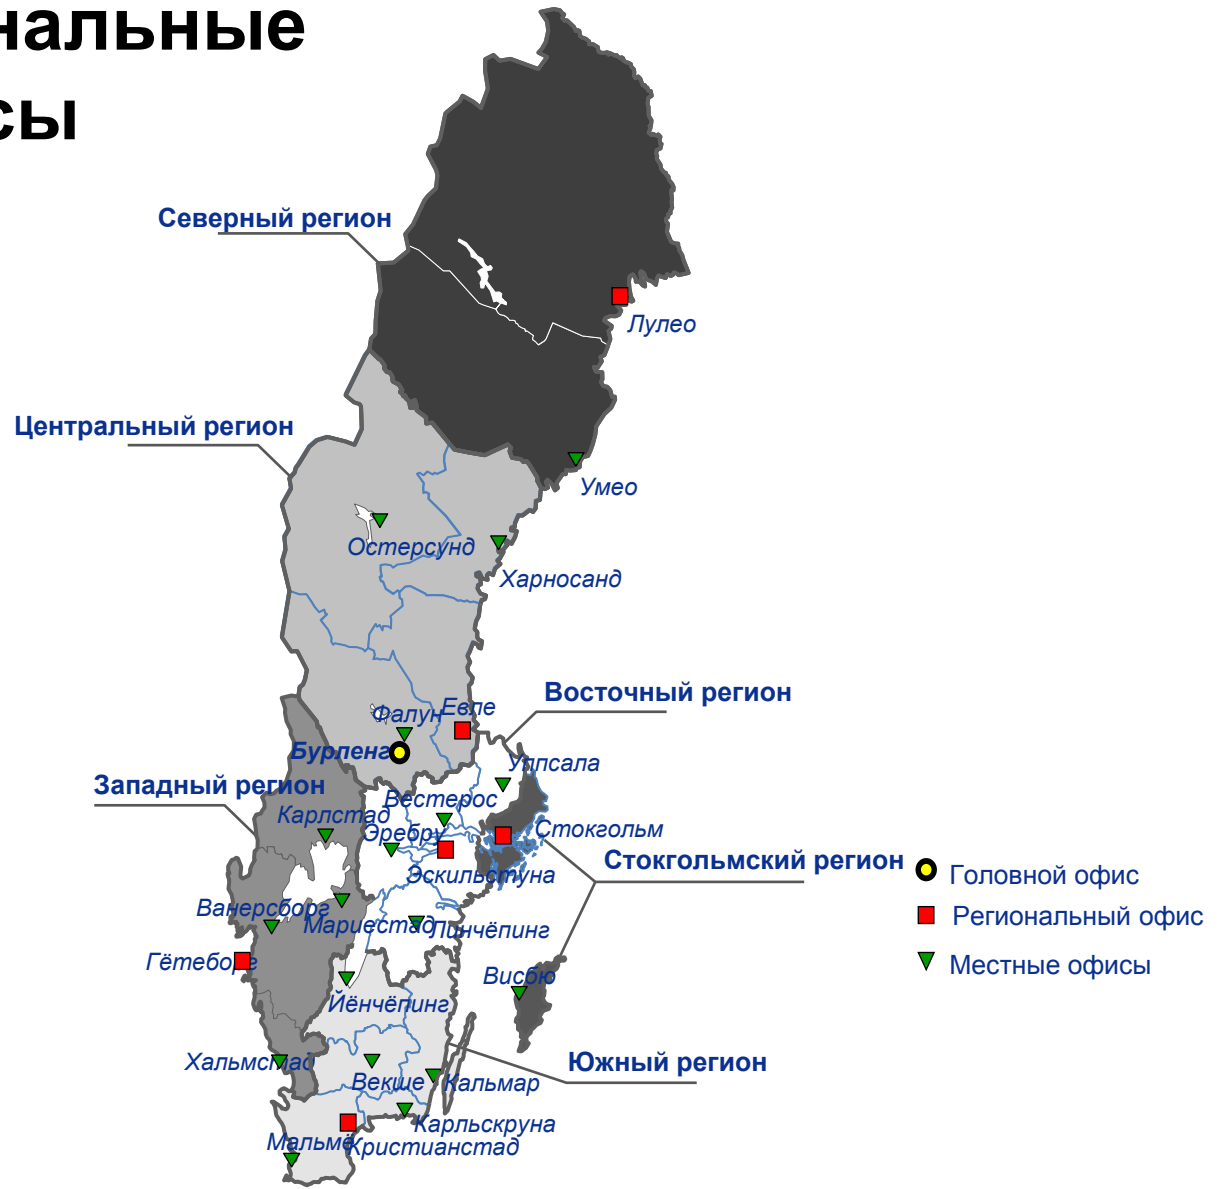 нальные
сы
Северный регион
Лулео
Центральный регион
Умео
Остерсунд
Харносанд
Восточный регион
Евле
Фалун
Бурленг
Уппсала
Западный регион
Вестерос
Карлстад
Эребру
Стокгольм
Стокгольмский регион
Эскильстуна
Головной офис
Ванерсборг
Региональный офис
Мариестад
Линчёпинг
Гётеборг
Местные офисы
Висбю
Йёнчёпинг
Хальмстад
Южный регион
Векше
Кальмар
Карльскруна
Мальмё
Кристианстад